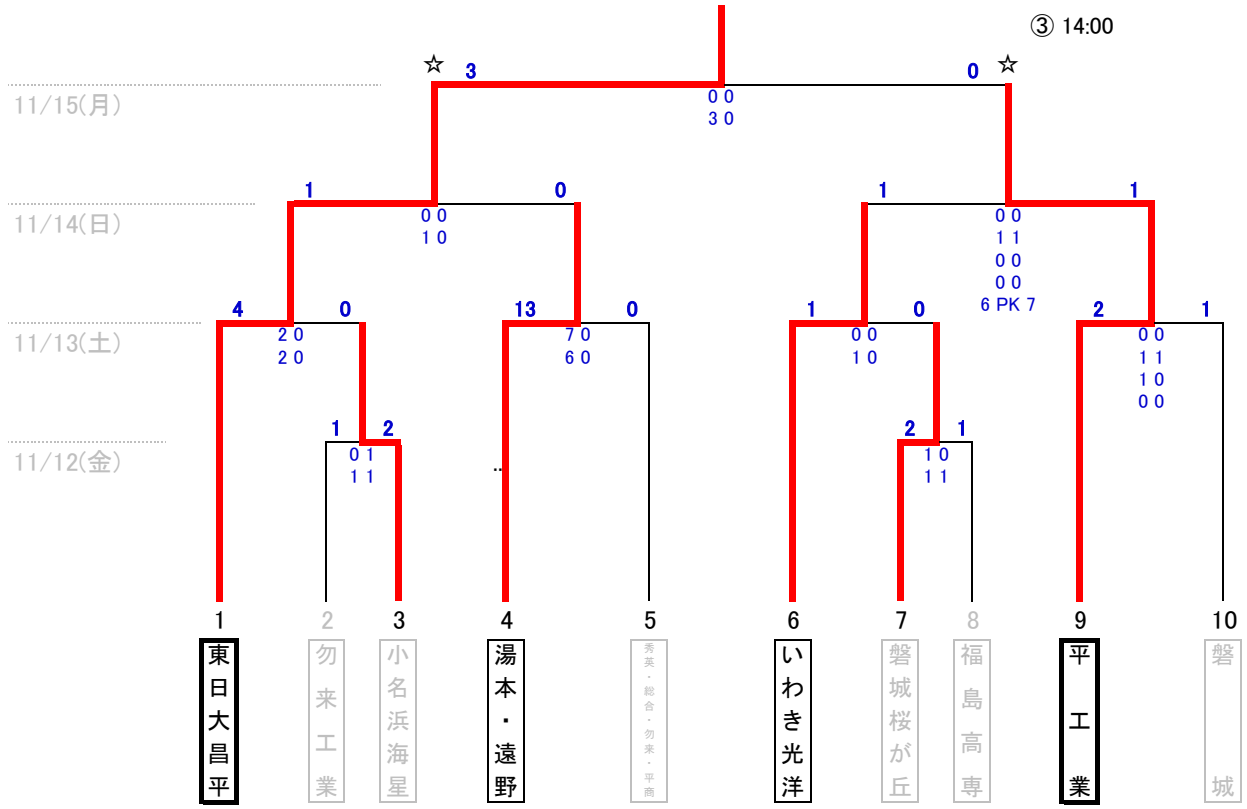 ③ 14:00
☆ 3 0 ☆
11/15(月)
0 0
3 0
1 0 1 1
11/14(日)
0 0 0 0
1 0 1 1
0 0
0 0
6 PK 7
4 0 13 0 1 0 2 1
11/13(土)
2 0 7 0 0 0 0 0
2 0 6 0 1 0 1 1
1 0
0 0
1 2 2 1
11/12(金)
0 1 1 0
1 1 1 1
1 2 3 4 5 6 7 8 9 10
東日大昌平
勿来工業
小名浜海星
湯本・遠野
秀英・総合・勿来・平商
いわき光洋
磐城桜が丘
福島高専
平工業
磐城